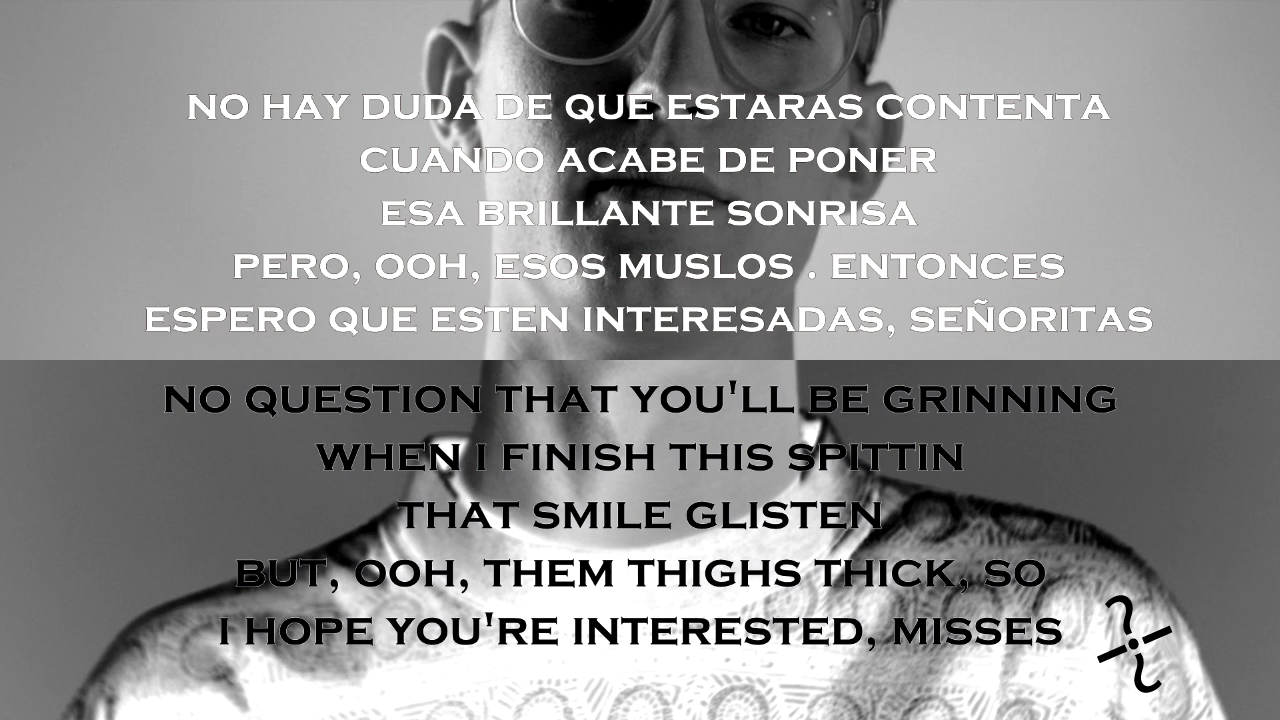 NO HAY DUDA DE QUE ESTARAS CONTENTA
CUANDO ACABE DE PONER
ESA BRILLANTE SONRISA
PERO, OOH, ESOS MUSLOS . ENTONCES
ESPERO QUE ESTEN INTERESADAS, SEÑORITAS
NO QUESTION THAT YOU'LL BE GRINNING
WHEN I FINISH THIS SPITTIN
THAT SMILE GLISTEN
BUT, OOH, THEM THIGHS THICK, SO
I HOPE YOU'RE INTERESTED, MISSES